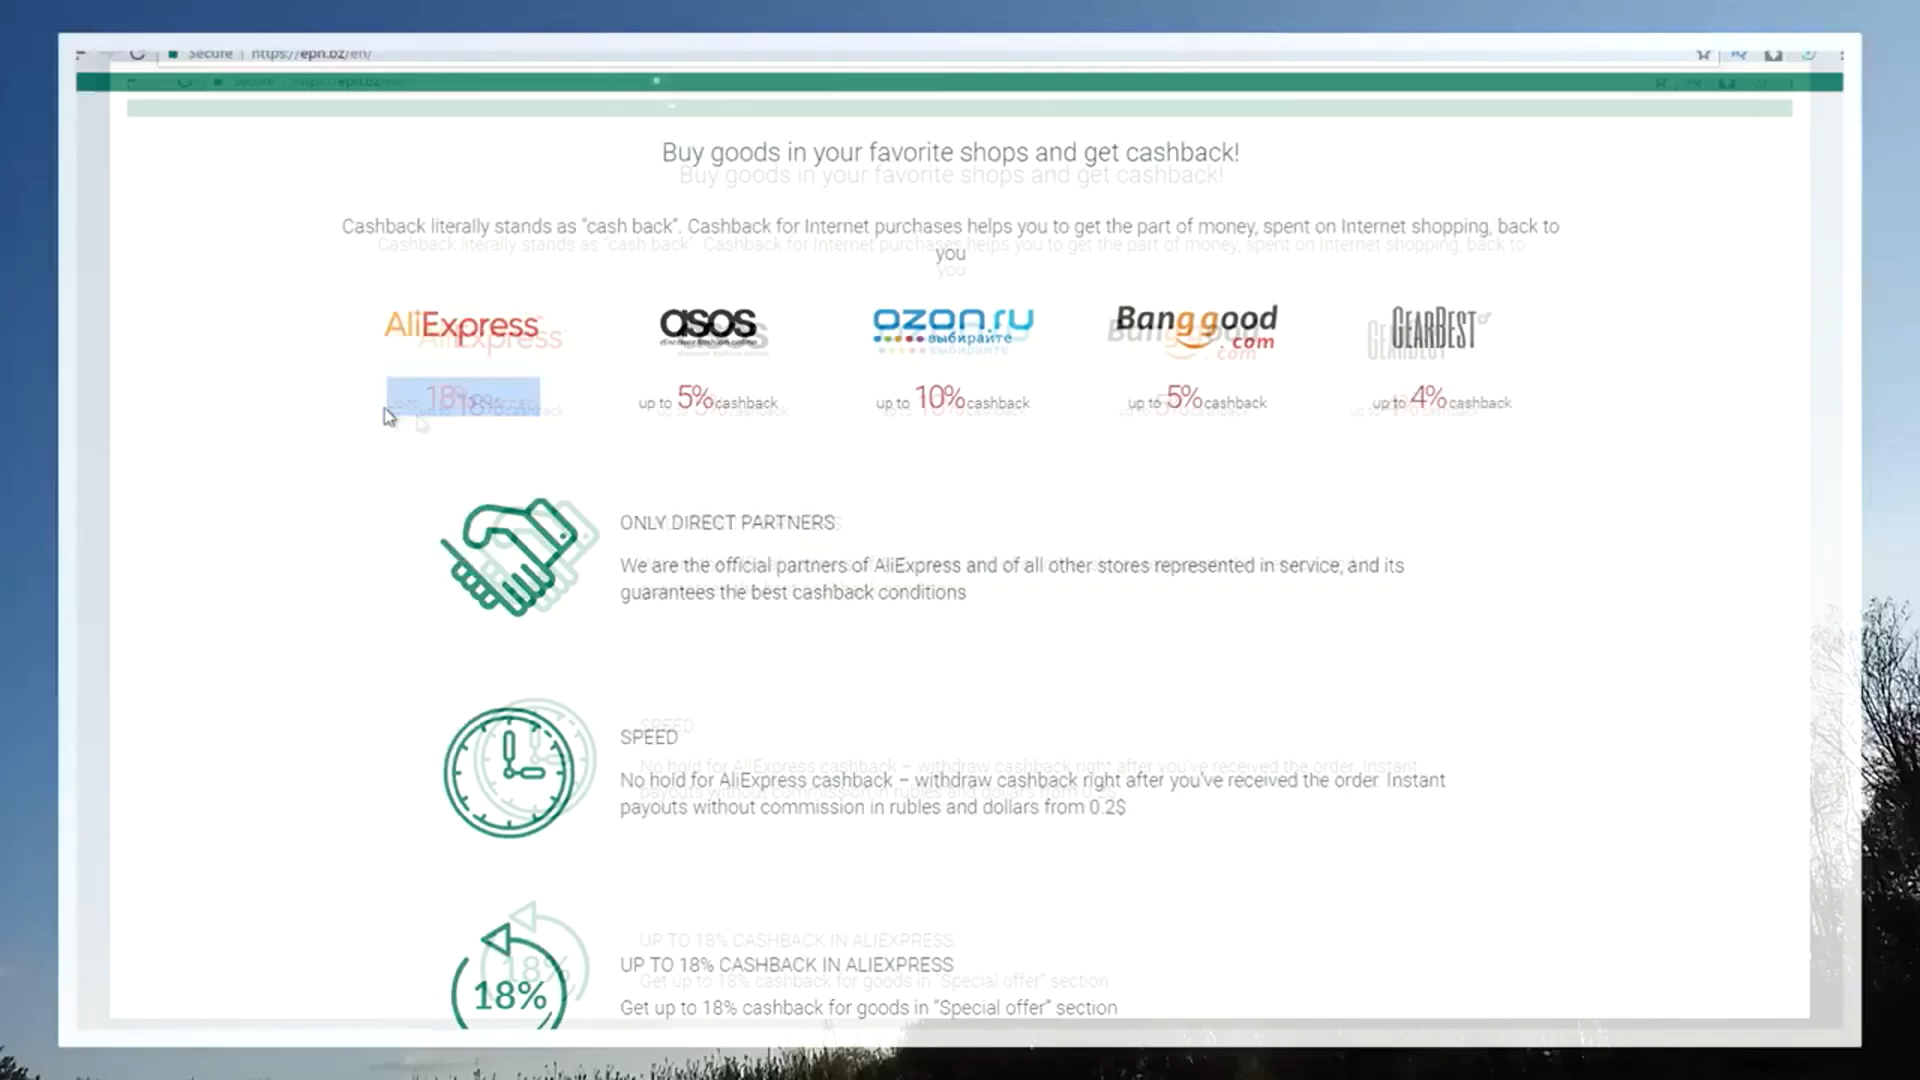 Secure | https://epn.bz/en/
Buy goods in your favorite shops and get cashback!
Cashback literally stands as “cash back”. Cashback for Internet purchases helps you to get the part of money, spent on Internet shopping, back to
you
AliExpress
asos
discover fashion online
ozon.ru
выбирайте
Banggood
.com
GEARBEST
18%
up to 5% cashback
up to 10% cashback
up to 5% cashback
up to 4% cashback
ONLY DIRECT PARTNERS
We are the official partners of AliExpress and of all other stores represented in service, and its
guarantees the best cashback conditions
SPEED
No hold for AliExpress cashback – withdraw cashback right after you've received the order. Instant
payouts without commission in rubles and dollars from 0.2$
18%
UP TO 18% CASHBACK IN ALIEXPRESS
Get up to 18% cashback for goods in “Special offer” section